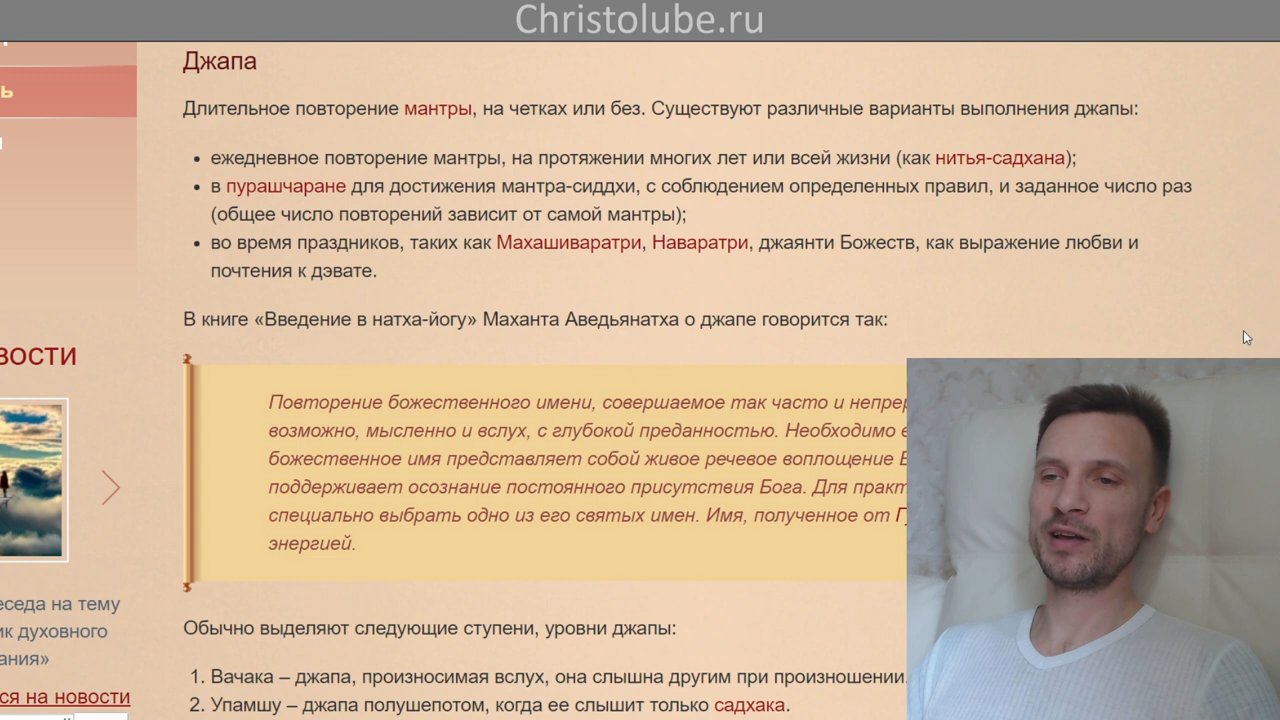 Christolube.ru
Джапа
Длительное повторение мантры, на четках или без. Существуют различные варианты выполнения джапы:
ежедневное повторение мантры, на протяжении многих лет или всей жизни (как нитья-садхана);
в пурашчаране для достижения мантра-сиддхи, с соблюдением определенных правил, и заданное число раз
(общее число повторений зависит от самой мантры);
во время праздников, таких как Махашиваратри, Наваратри, джаянти Божеств, как выражение любви и
почтения к дэвате.
В книге «Введение в натха-йогу» Маханта Аведьянатха о джапе говорится так:
Повторение божественного имени, совершаемое так часто и непрер
возможно, мысленно и вслух, с глубокой преданностью. Необходимо
божественное имя представляет собой живое речевое воплощение
поддерживает осознание постоянного присутствия Бога. Для практ
специально выбрать одно из его святых имен. Имя, полученное от
энергией.
Обычно выделяют следующие ступени, уровни джапы:
1. Вачака – джапа, произносимая вслух, она слышна другим при произношении.
2. Упамшу – джапа полушепотом, когда ее слышит только садхака.
ь
вости
еседа на тему
ик духовного
ания»
ся на новости